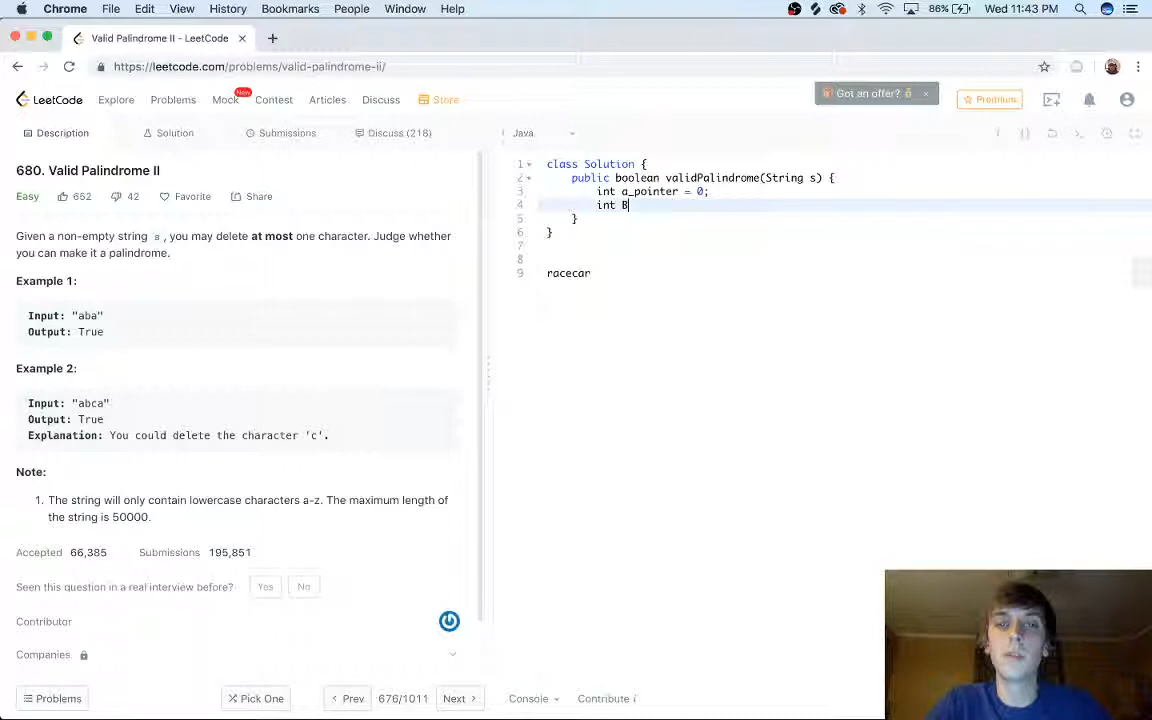 Chrome File Edit View History Bookmarks People Window Help 86% Wed 11:43 PM
Valid Palindrome II - LeetCode
https://leetcode.com/problems/valid-palindrome-ii/
LeetCode Explore Problems Mock New Contest Articles Discuss Store Got an offer? × Premium
Description Solution Submissions Discuss (218) Java
680. Valid Palindrome II
Easy 652 42 Favorite Share
Given a non-empty string s, you may delete at most one character. Judge whether
you can make it a palindrome.
Example 1:
Input: "aba"
Output: True
Example 2:
Input: "abca"
Output: True
Explanation: You could delete the character 'c'.
Note:
1. The string will only contain lowercase characters a-z. The maximum length of
the string is 50000.
Accepted 66,385 Submissions 195,851
Seen this question in a real interview before? Yes No
Contributor
Companies
Problems Pick One < Prev 676/1011 Next > Console Contribute i
1 class Solution {
2 public boolean validPalindrome(String s) {
3 int a_pointer = 0;
4 int B
5 }
6 }
7
8
9 racecar